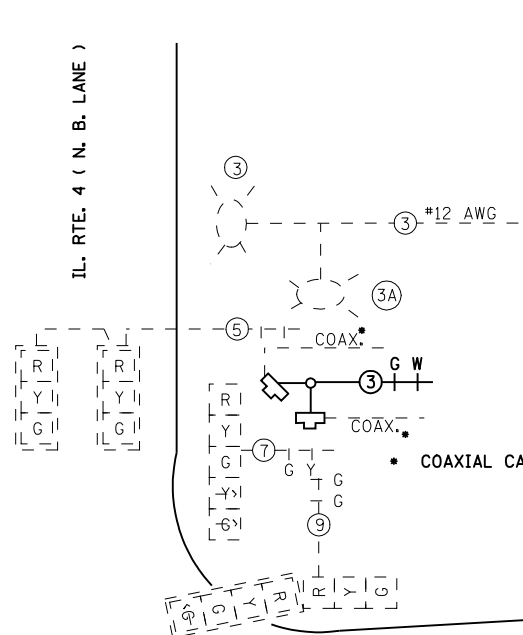 IL. RTE. 4 ( N. B. LANE )
3
3 #12 AWG
3A
5
COAX.*
R
Y
G
R
Y
G
G W
3
R
Y
G
Y
G
COAX.*
7
G Y
* COAXIAL CA
G
G
9
R Y G
G G Y R